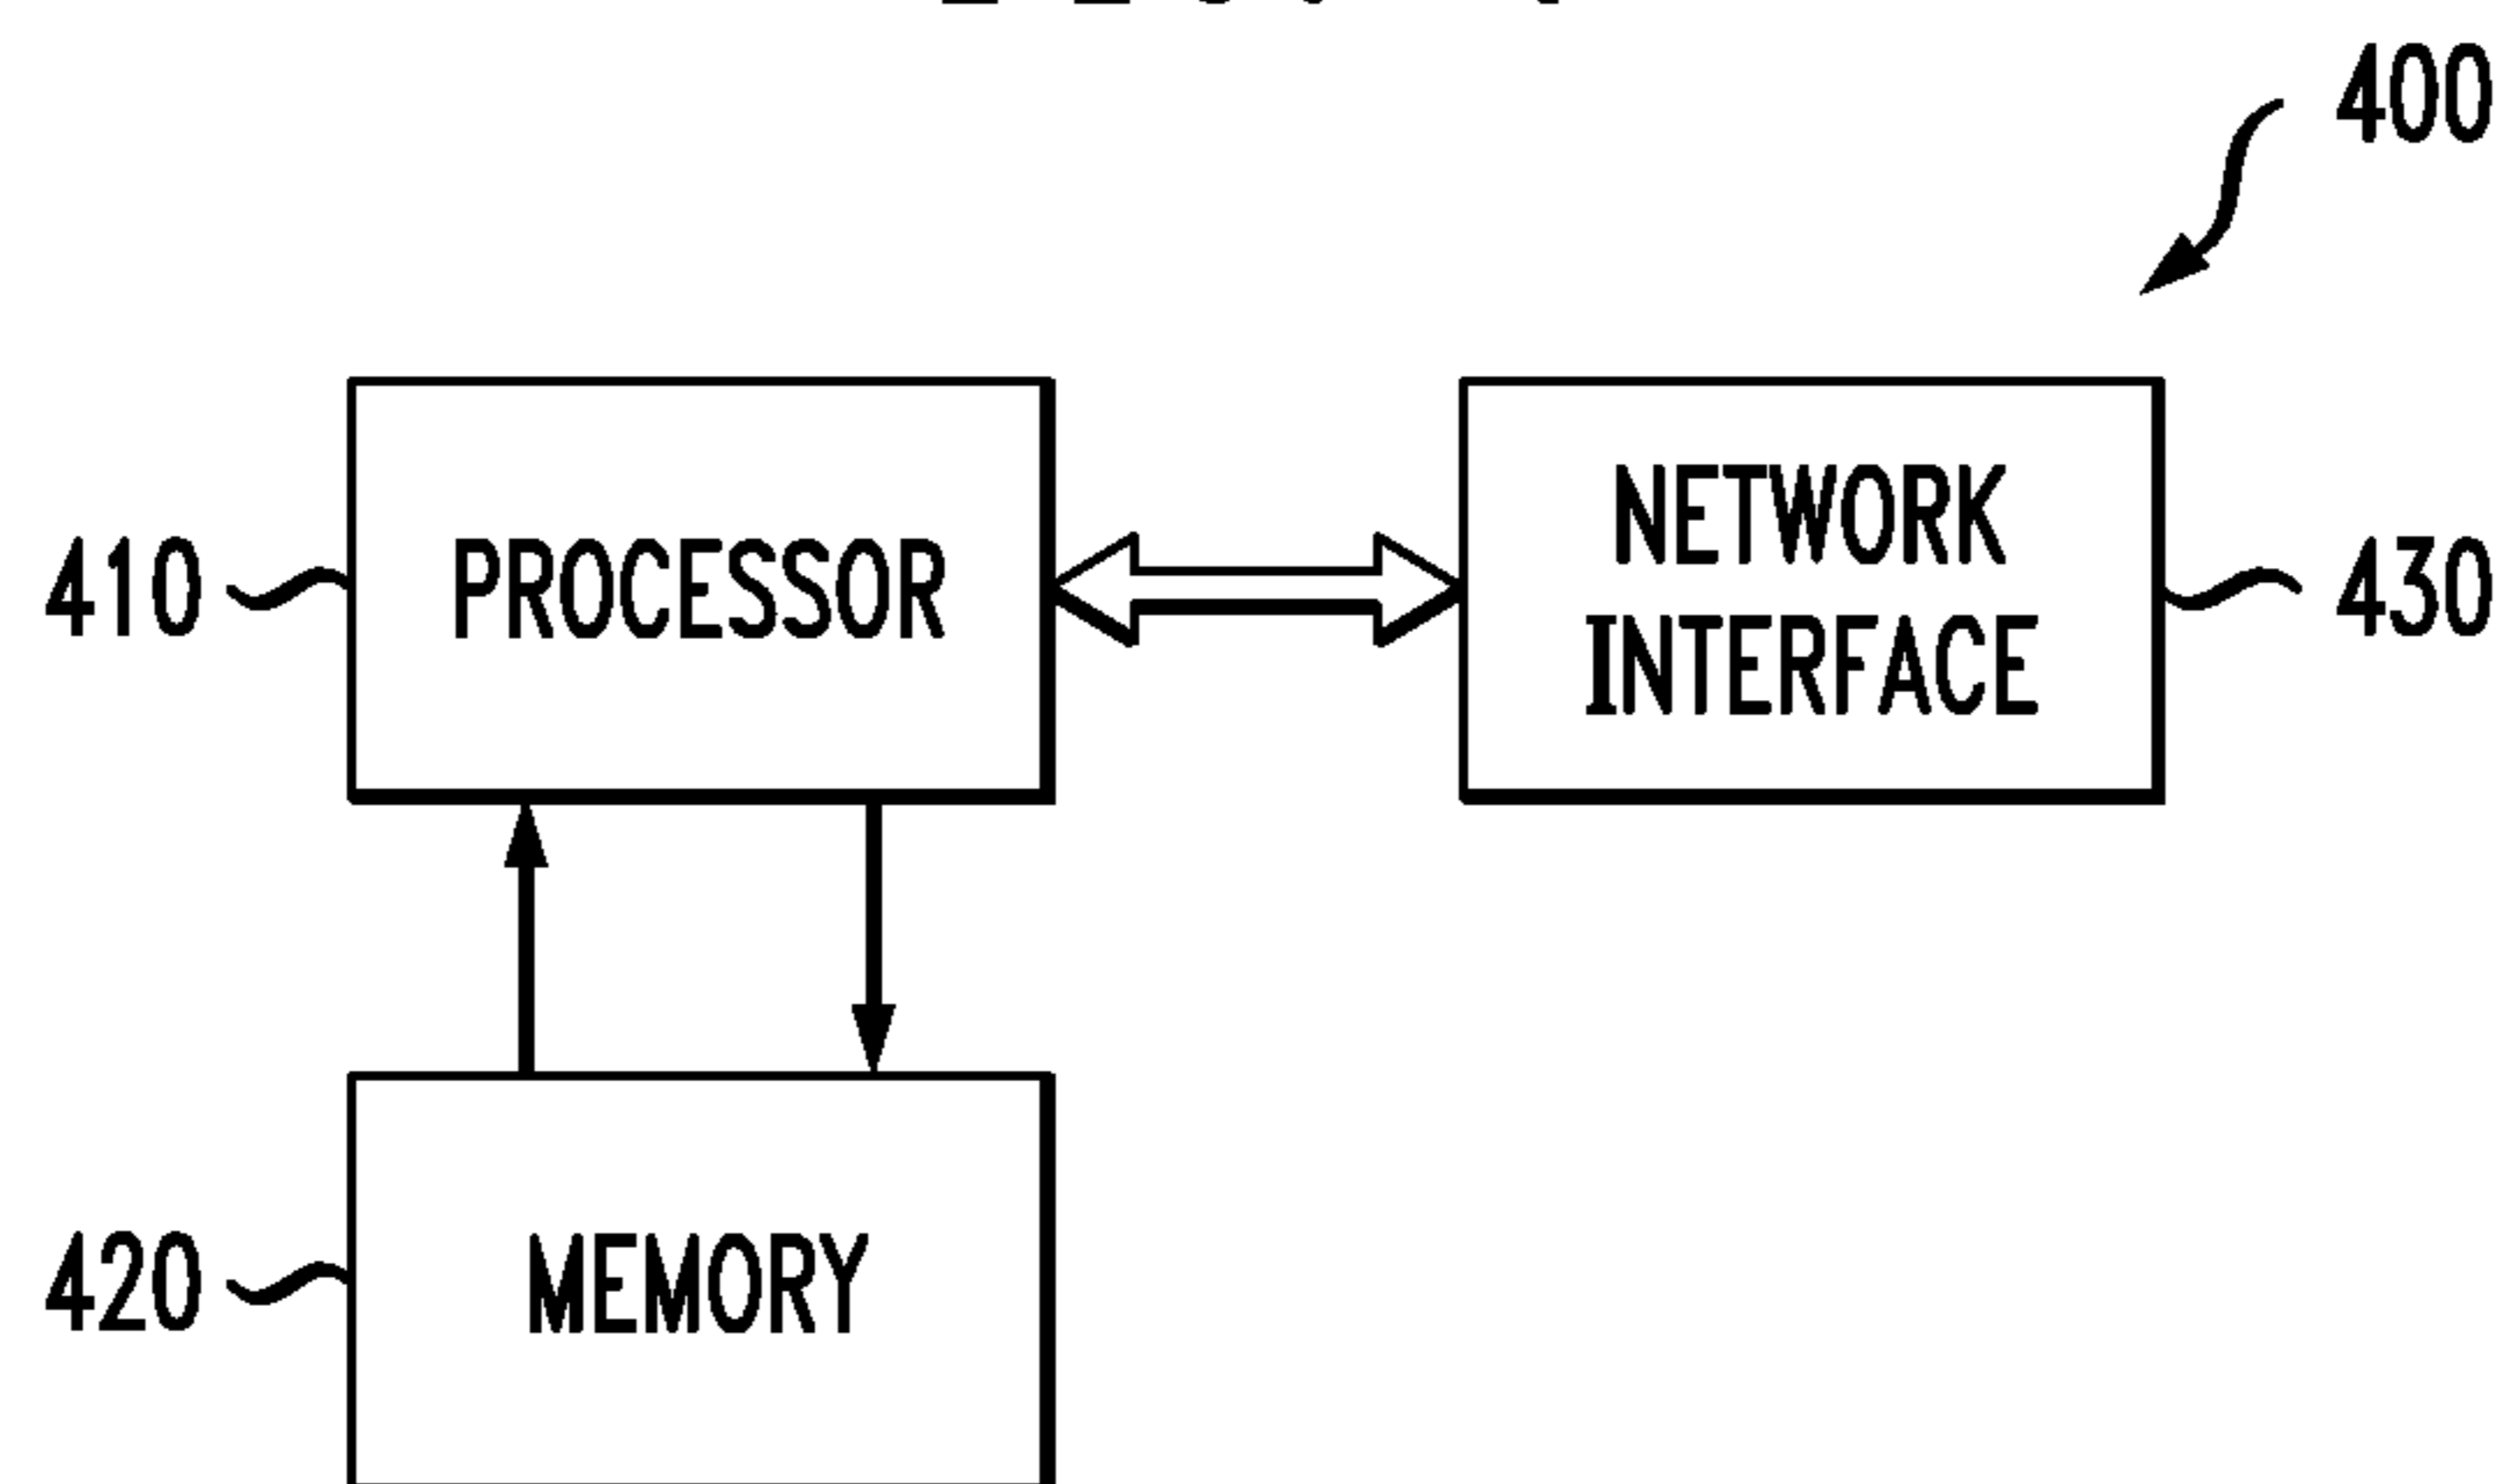 400
410
PROCESSOR
NETWORK
INTERFACE
430
420
MEMORY